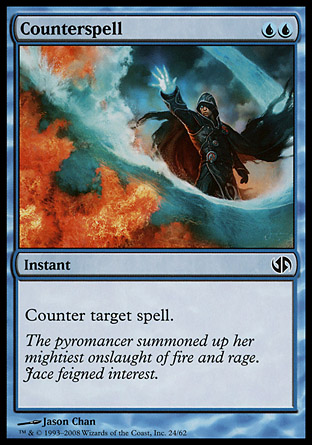 Counterspell
Instant
Counter target spell.
The pyromancer summoned up her
mightiest onslaught of fire and rage.
Jace feigned interest.
Jason Chan
™ & © 1993–2008 Wizards of the Coast, Inc. 24/62